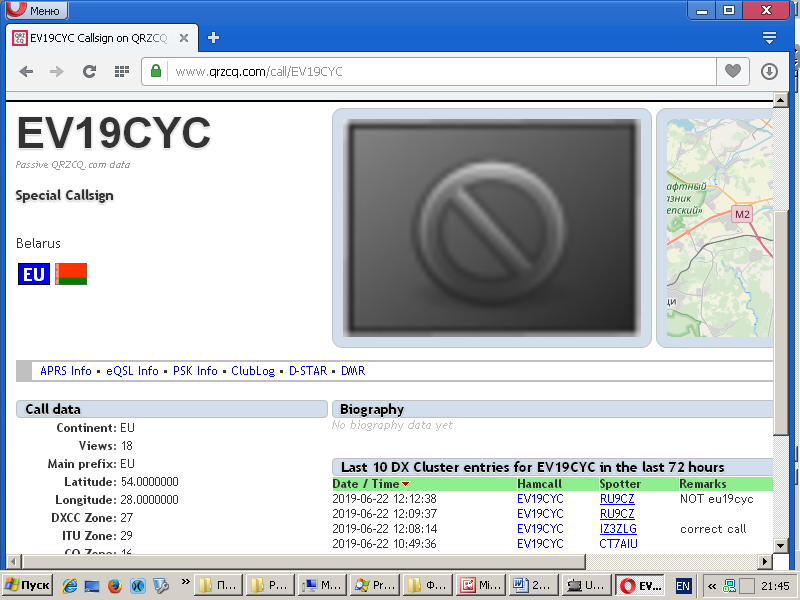 Меню
EV19CYC Callsign on QRZCQ
www.qrzcq.com/call/EV19CYC
EV19CYC
Passive QRZCQ.com data
Special Callsign
Belarus
EU
M2
APRS Info • eQSL Info • PSK Info • ClubLog • D-STAR • DMR
Call data
Continent: EU
Views: 18
Main prefix: EU
Latitude: 54.0000000
Longitude: 28.0000000
DXCC Zone: 27
ITU Zone: 29
CQ Zone: 16
Biography
No biography data yet
Last 10 DX Cluster entries for EV19CYC in the last 72 hours
Date / Time Hamcall Spotter Remarks
2019-06-22 12:12:38 EV19CYC RU9CZ NOT eu19cyc
2019-06-22 12:09:37 EV19CYC RU9CZ
2019-06-22 12:08:14 EV19CYC IZ3ZLG correct call
2019-06-22 10:49:36 EV19CYC CT7AIU
Пуск » П... Р... М... Pr... Ф... Mi... 2... U... EV... EN « 21:45